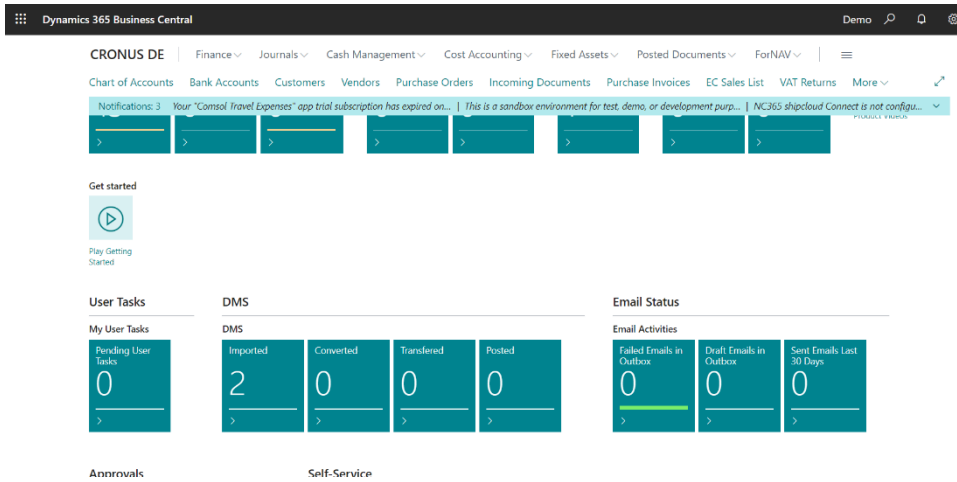 Dynamics 365 Business Central Demo
CRONUS DE Finance Journals Cash Management Cost Accounting Fixed Assets Posted Documents ForNAV
Chart of Accounts Bank Accounts Customers Vendors Purchase Orders Incoming Documents Purchase Invoices EC Sales List VAT Returns More
Notifications: 3 Your "Comsol Travel Expenses" app trial subscription has expired on... | This is a sandbox environment for test, demo, or development purp... | NC365 shipcloud Connect is not configu...
Product Videos
Get started
Play Getting
Started
User Tasks DMS Email Status
My User Tasks DMS Email Activities
Pending User
Tasks
0
Imported
2
Converted
0
Transfered
0
Posted
0
Failed Emails in
Outbox
0
Draft Emails in
Outbox
0
Sent Emails Last
30 Days
0
Approvals Self-Service